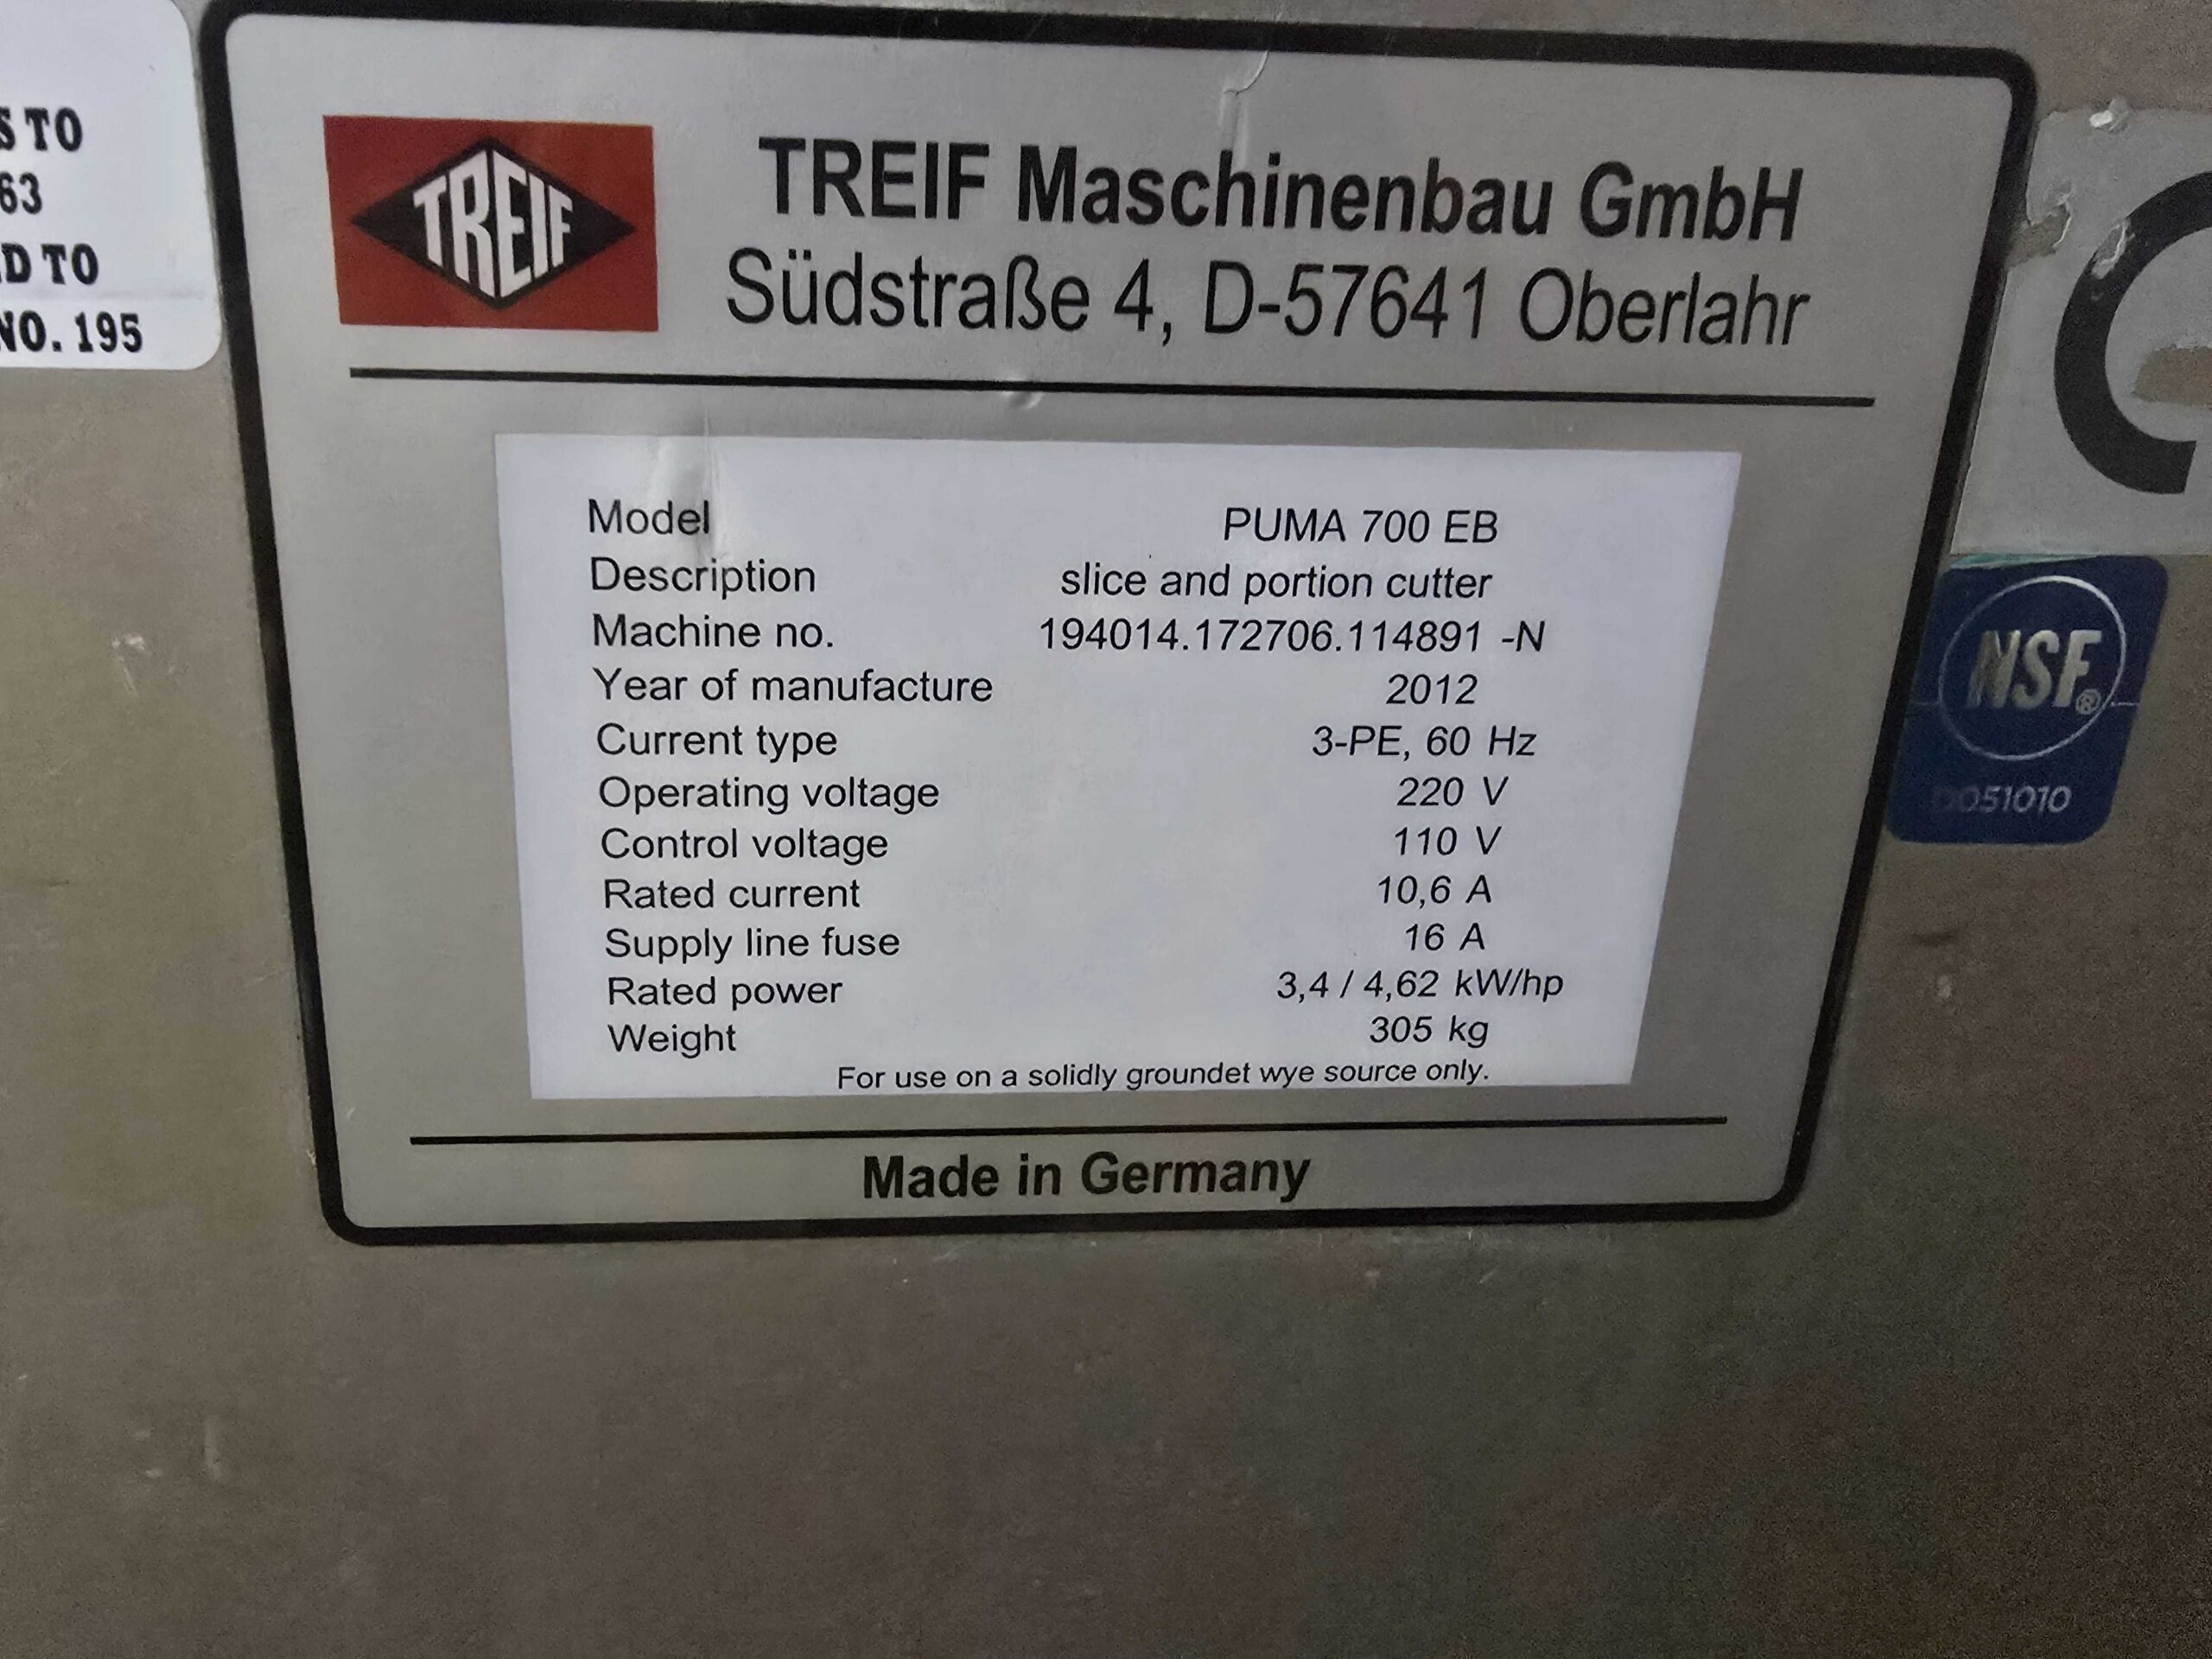 S TO
63
D TO
NO. 195
TREIF
TREIF Maschinenbau GmbH
Südstraße 4, D-57641 Oberlahr
Model PUMA 700 EB
Description slice and portion cutter
Machine no. 194014.172706.114891 -N
Year of manufacture 2012
Current type 3-PE, 60 Hz
Operating voltage 220 V
Control voltage 110 V
Rated current 10,6 A
Supply line fuse 16 A
Rated power 3,4 / 4,62 kW/hp
Weight 305 kg
For use on a solidly groundet wye source only.
Made in Germany
NSF®